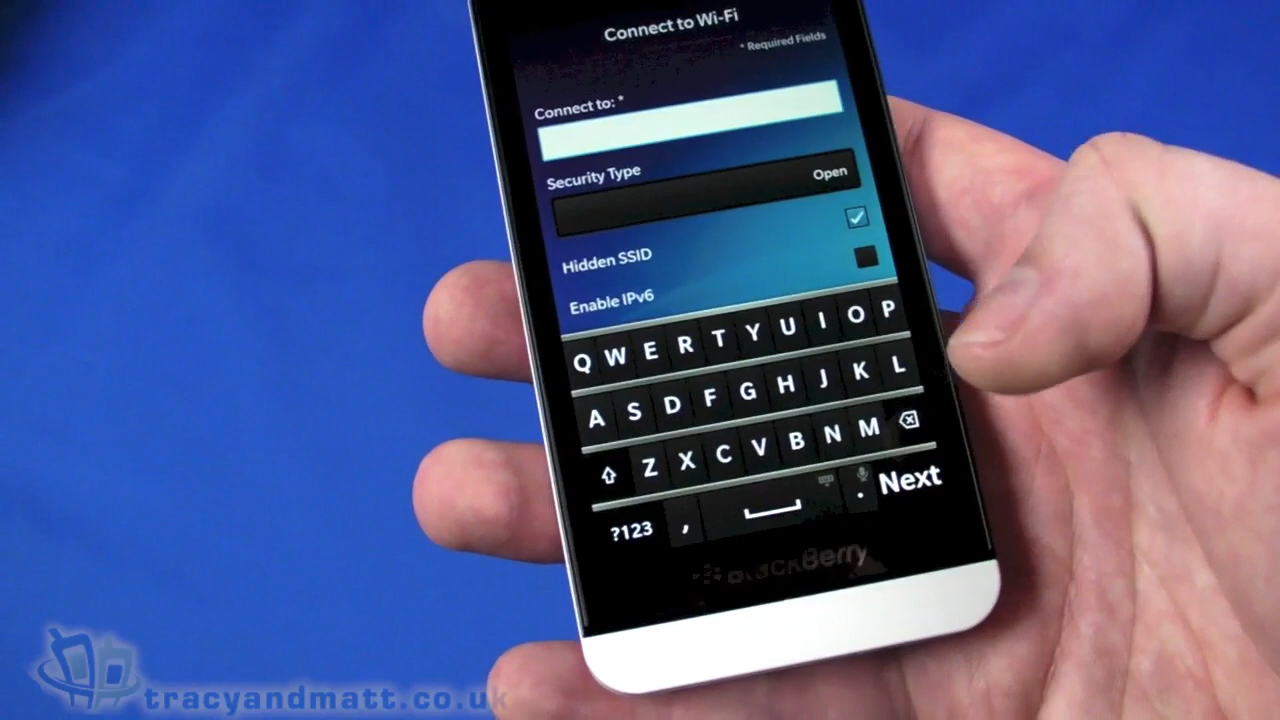 Connect to Wi-Fi
* Required Fields
Connect to: *
Security Type
Open
Hidden SSID
Enable IPv6
Q W E R T Y U I O P
A S D F G H J K L
Z X C V B N M
?123 , . Next
BlackBerry
tracyandmatt.co.uk